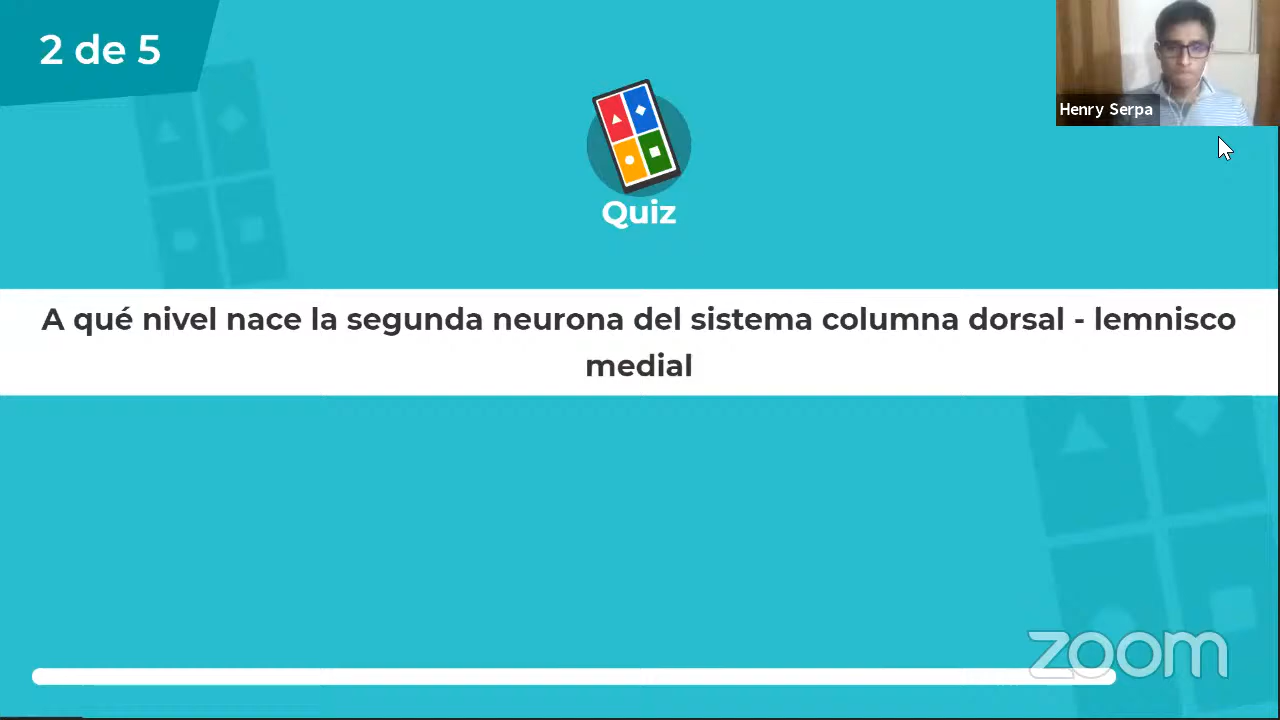 2 de 5
Henry Serpa
Quiz
A qué nivel nace la segunda neurona del sistema columna dorsal - lemnisco
medial
zoom